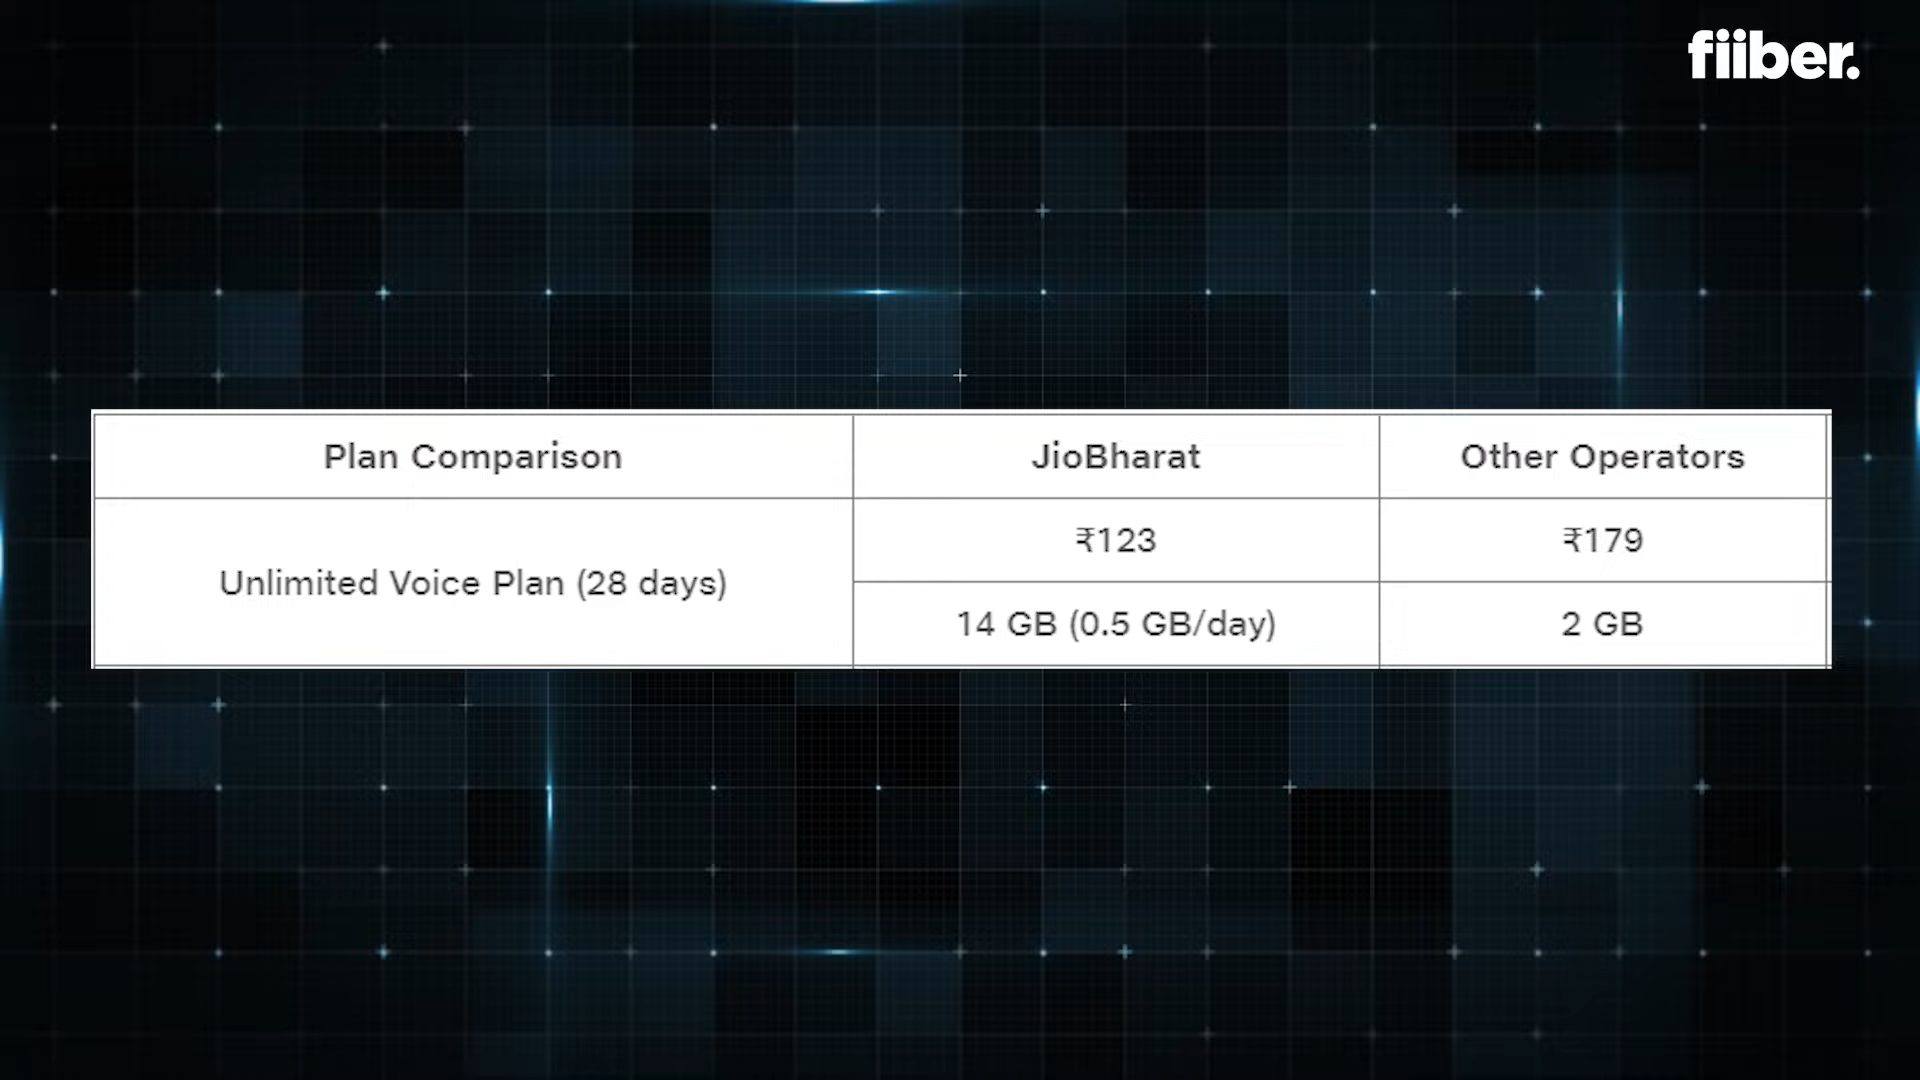 fiiber.
Plan Comparison JioBharat Other Operators
Unlimited Voice Plan (28 days) ₹123 ₹179
14 GB (0.5 GB/day) 2 GB